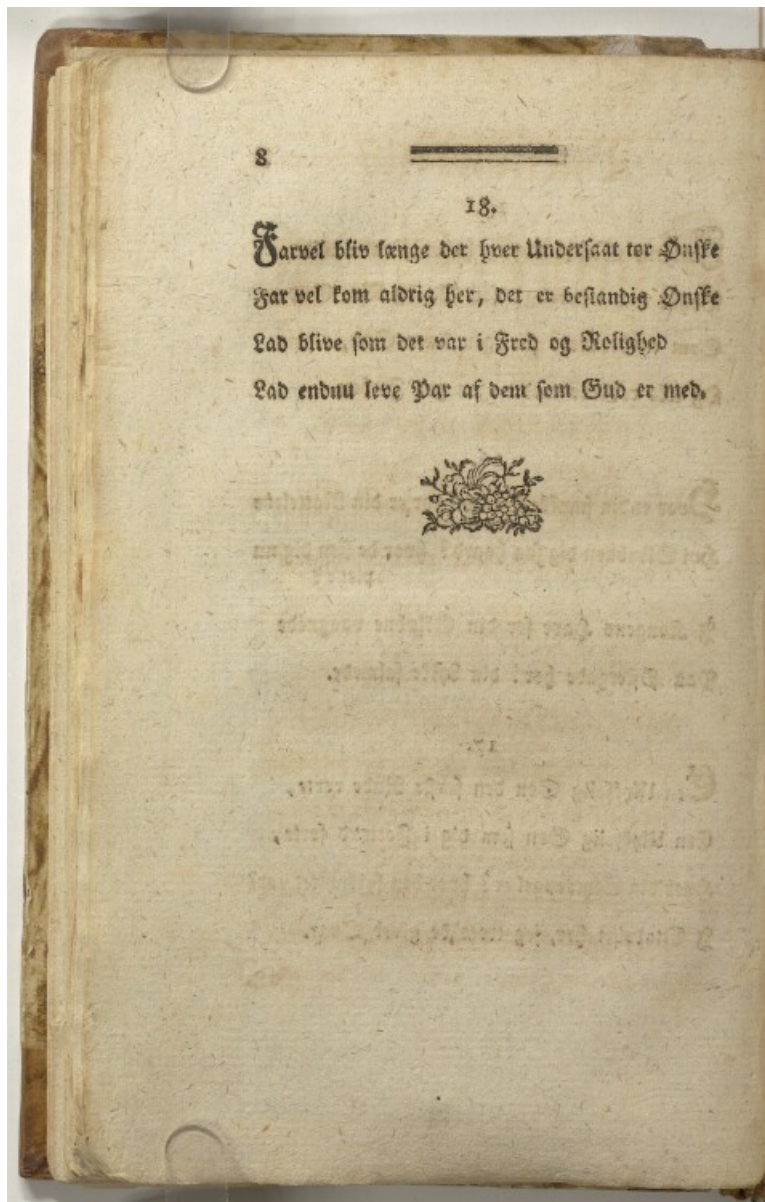 8
18.
Farvel bliv længe der hver Undersaat tør Ønske
Far vel kom aldrig her, det er bestandig Ønske
Lad blive som det var i Fred og Rolighed
Lad endnu leve Par af dem som Gud er med.